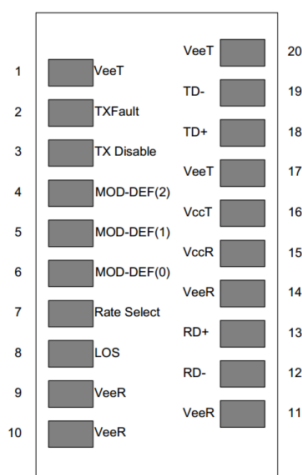 1 VeeT
2 TXFault
3 TX Disable
4 MOD-DEF(2)
5 MOD-DEF(1)
6 MOD-DEF(0)
7 Rate Select
8 LOS
9 VeeR
10 VeeR
VeeT 20
TD- 19
TD+ 18
VeeT 17
VccT 16
VccR 15
VeeR 14
RD+ 13
RD- 12
VeeR 11